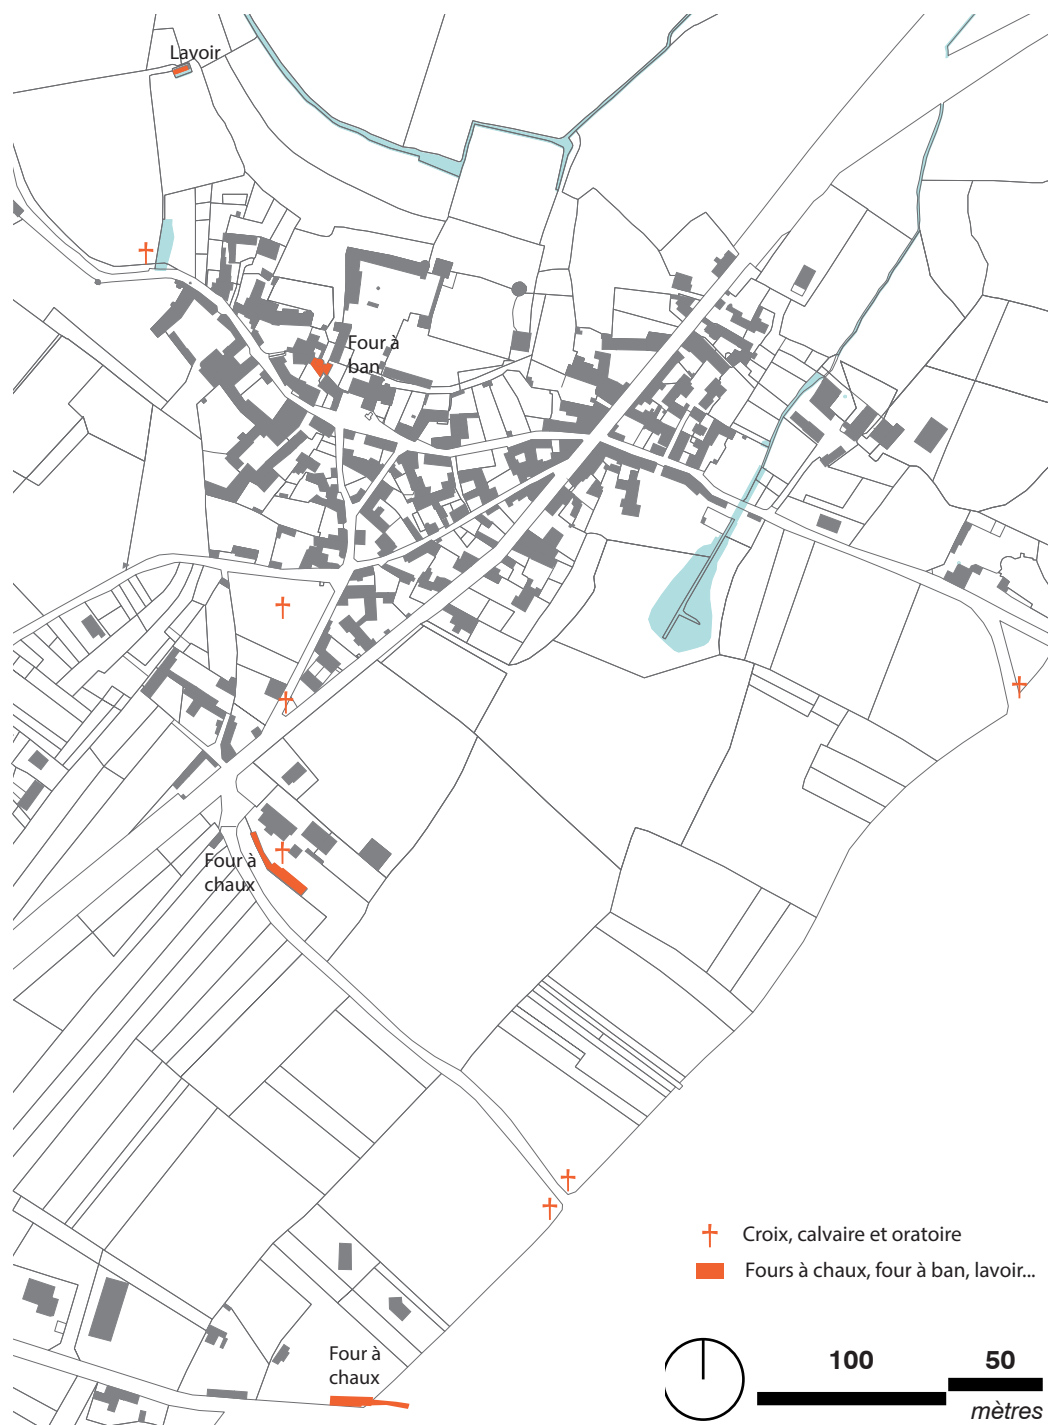 Lavoir
Four à
ban
Four à
chaux
Croix, calvaire et oratoire
Fours à chaux, four à ban, lavoir...
Four à
chaux
100
50
mètres